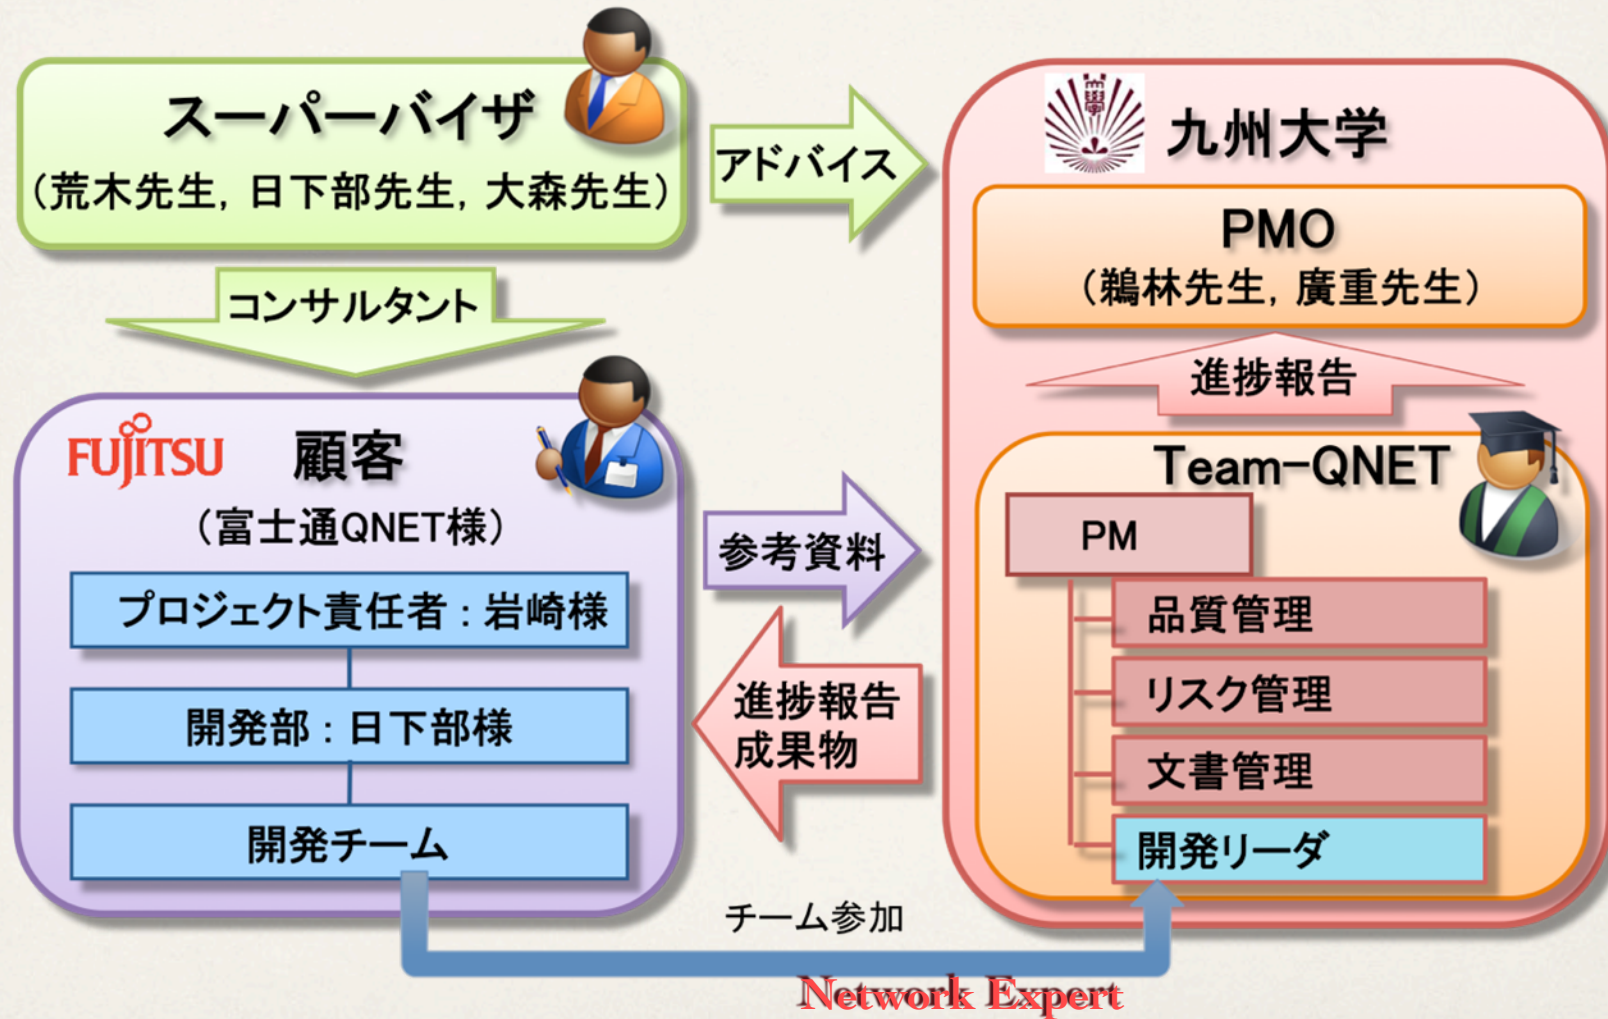 スーパーバイザ
（荒木先生, 日下部先生, 大森先生）
アドバイス
コンサルタント
九州大学
PMO
（鵜林先生, 廣重先生）
進捗報告
FUJITSU
顧客
（富士通QNET様）
プロジェクト責任者：岩崎様
開発部：日下部様
開発チーム
参考資料
進捗報告
成果物
Team-QNET
PM
品質管理
リスク管理
文書管理
開発リーダ
チーム参加
Network Expert